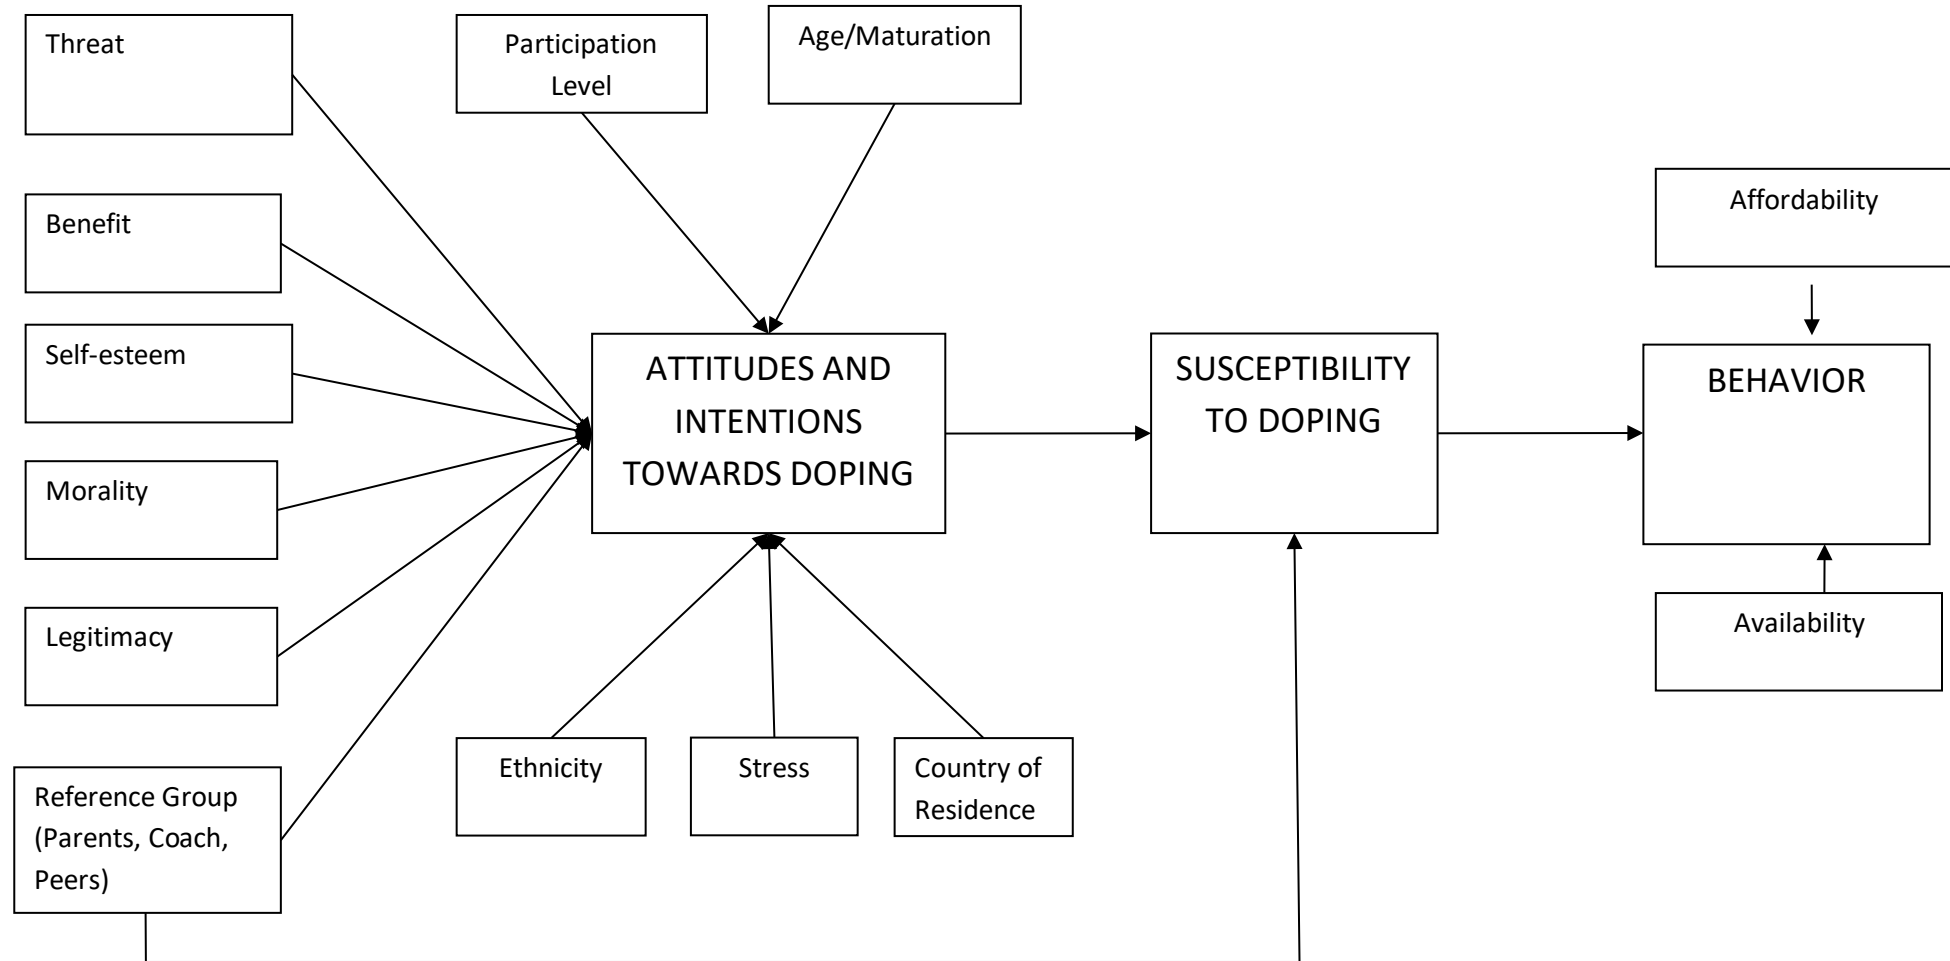 Threat
Participation
Level
Age/Maturation
Affordability
Benefit
Self-esteem
ATTITUDES AND
INTENTIONS
TOWARDS DOPING
SUSCEPTIBILITY
TO DOPING
BEHAVIOR
Morality
Legitimacy
Availability
Reference Group
(Parents, Coach,
Peers)
Ethnicity
Stress
Country of
Residence